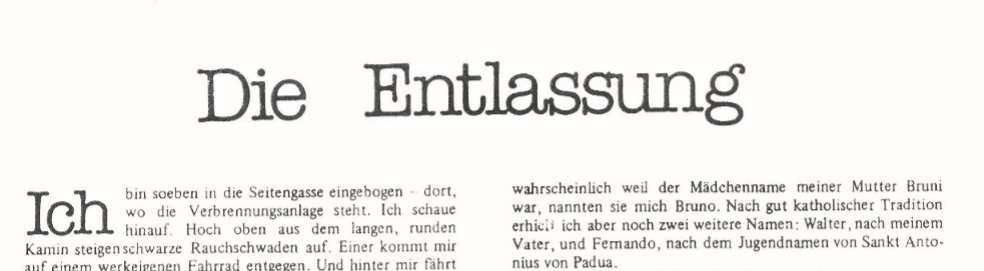 Die Entlassung
Ich bin soeben in die Seitengasse eingebogen – dort,
wo die Verbrennungsanlage steht. Ich schaue
hinauf. Hoch oben aus dem langen, runden
Kamin steigen schwarze Rauchschwaden auf. Einer kommt mir
auf einem werkeigenen Fahrrad entgegen. Und hinter mir fährt
wahrscheinlich weil der Mädchenname meiner Mutter Bruni
war, nannten sie mich Bruno. Nach gut katholischer Tradition
erhielt ich aber noch zwei weitere Namen: Walter, nach meinem
Vater, und Fernando, nach dem Jugendnamen von Sankt Anto-
nius von Padua.